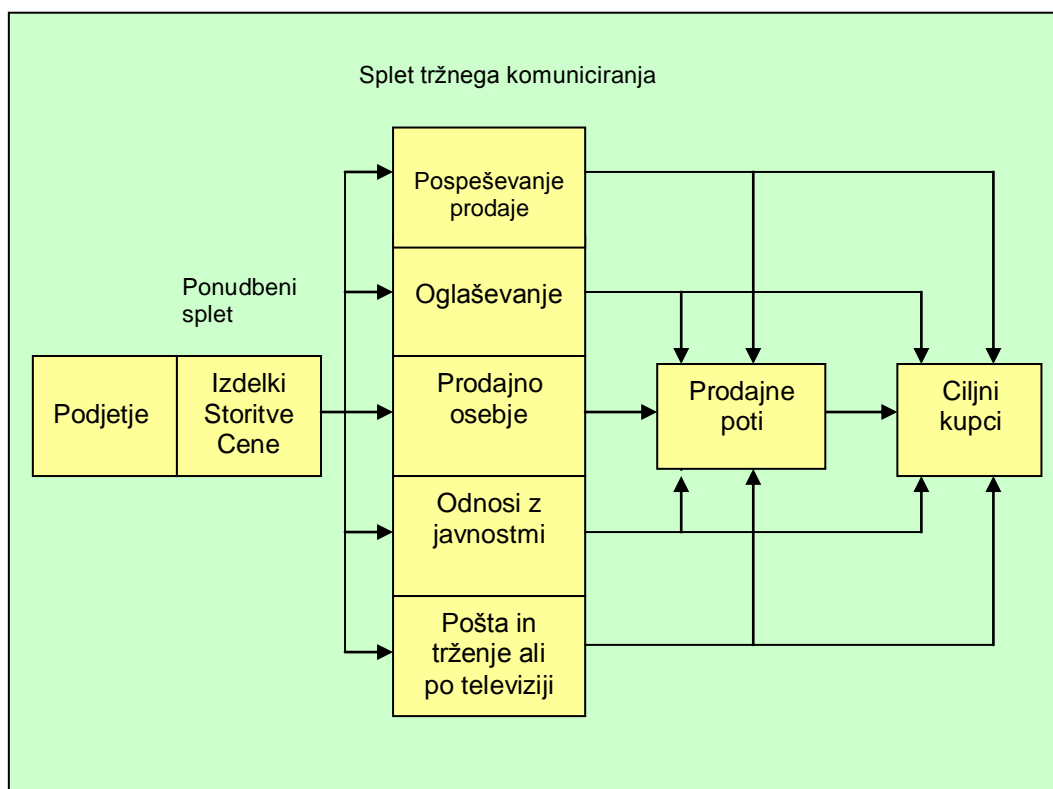 Splet tržnega komuniciranja
Pospeševanje
prodaje
Ponudbeni
splet
Oglaševanje
Podjetje
Izdelki
Storitve
Cene
Prodajno
osebje
Prodajne
poti
Ciljni
kupci
Odnosi z
javnostmi
Pošta in
trženje ali
po televiziji